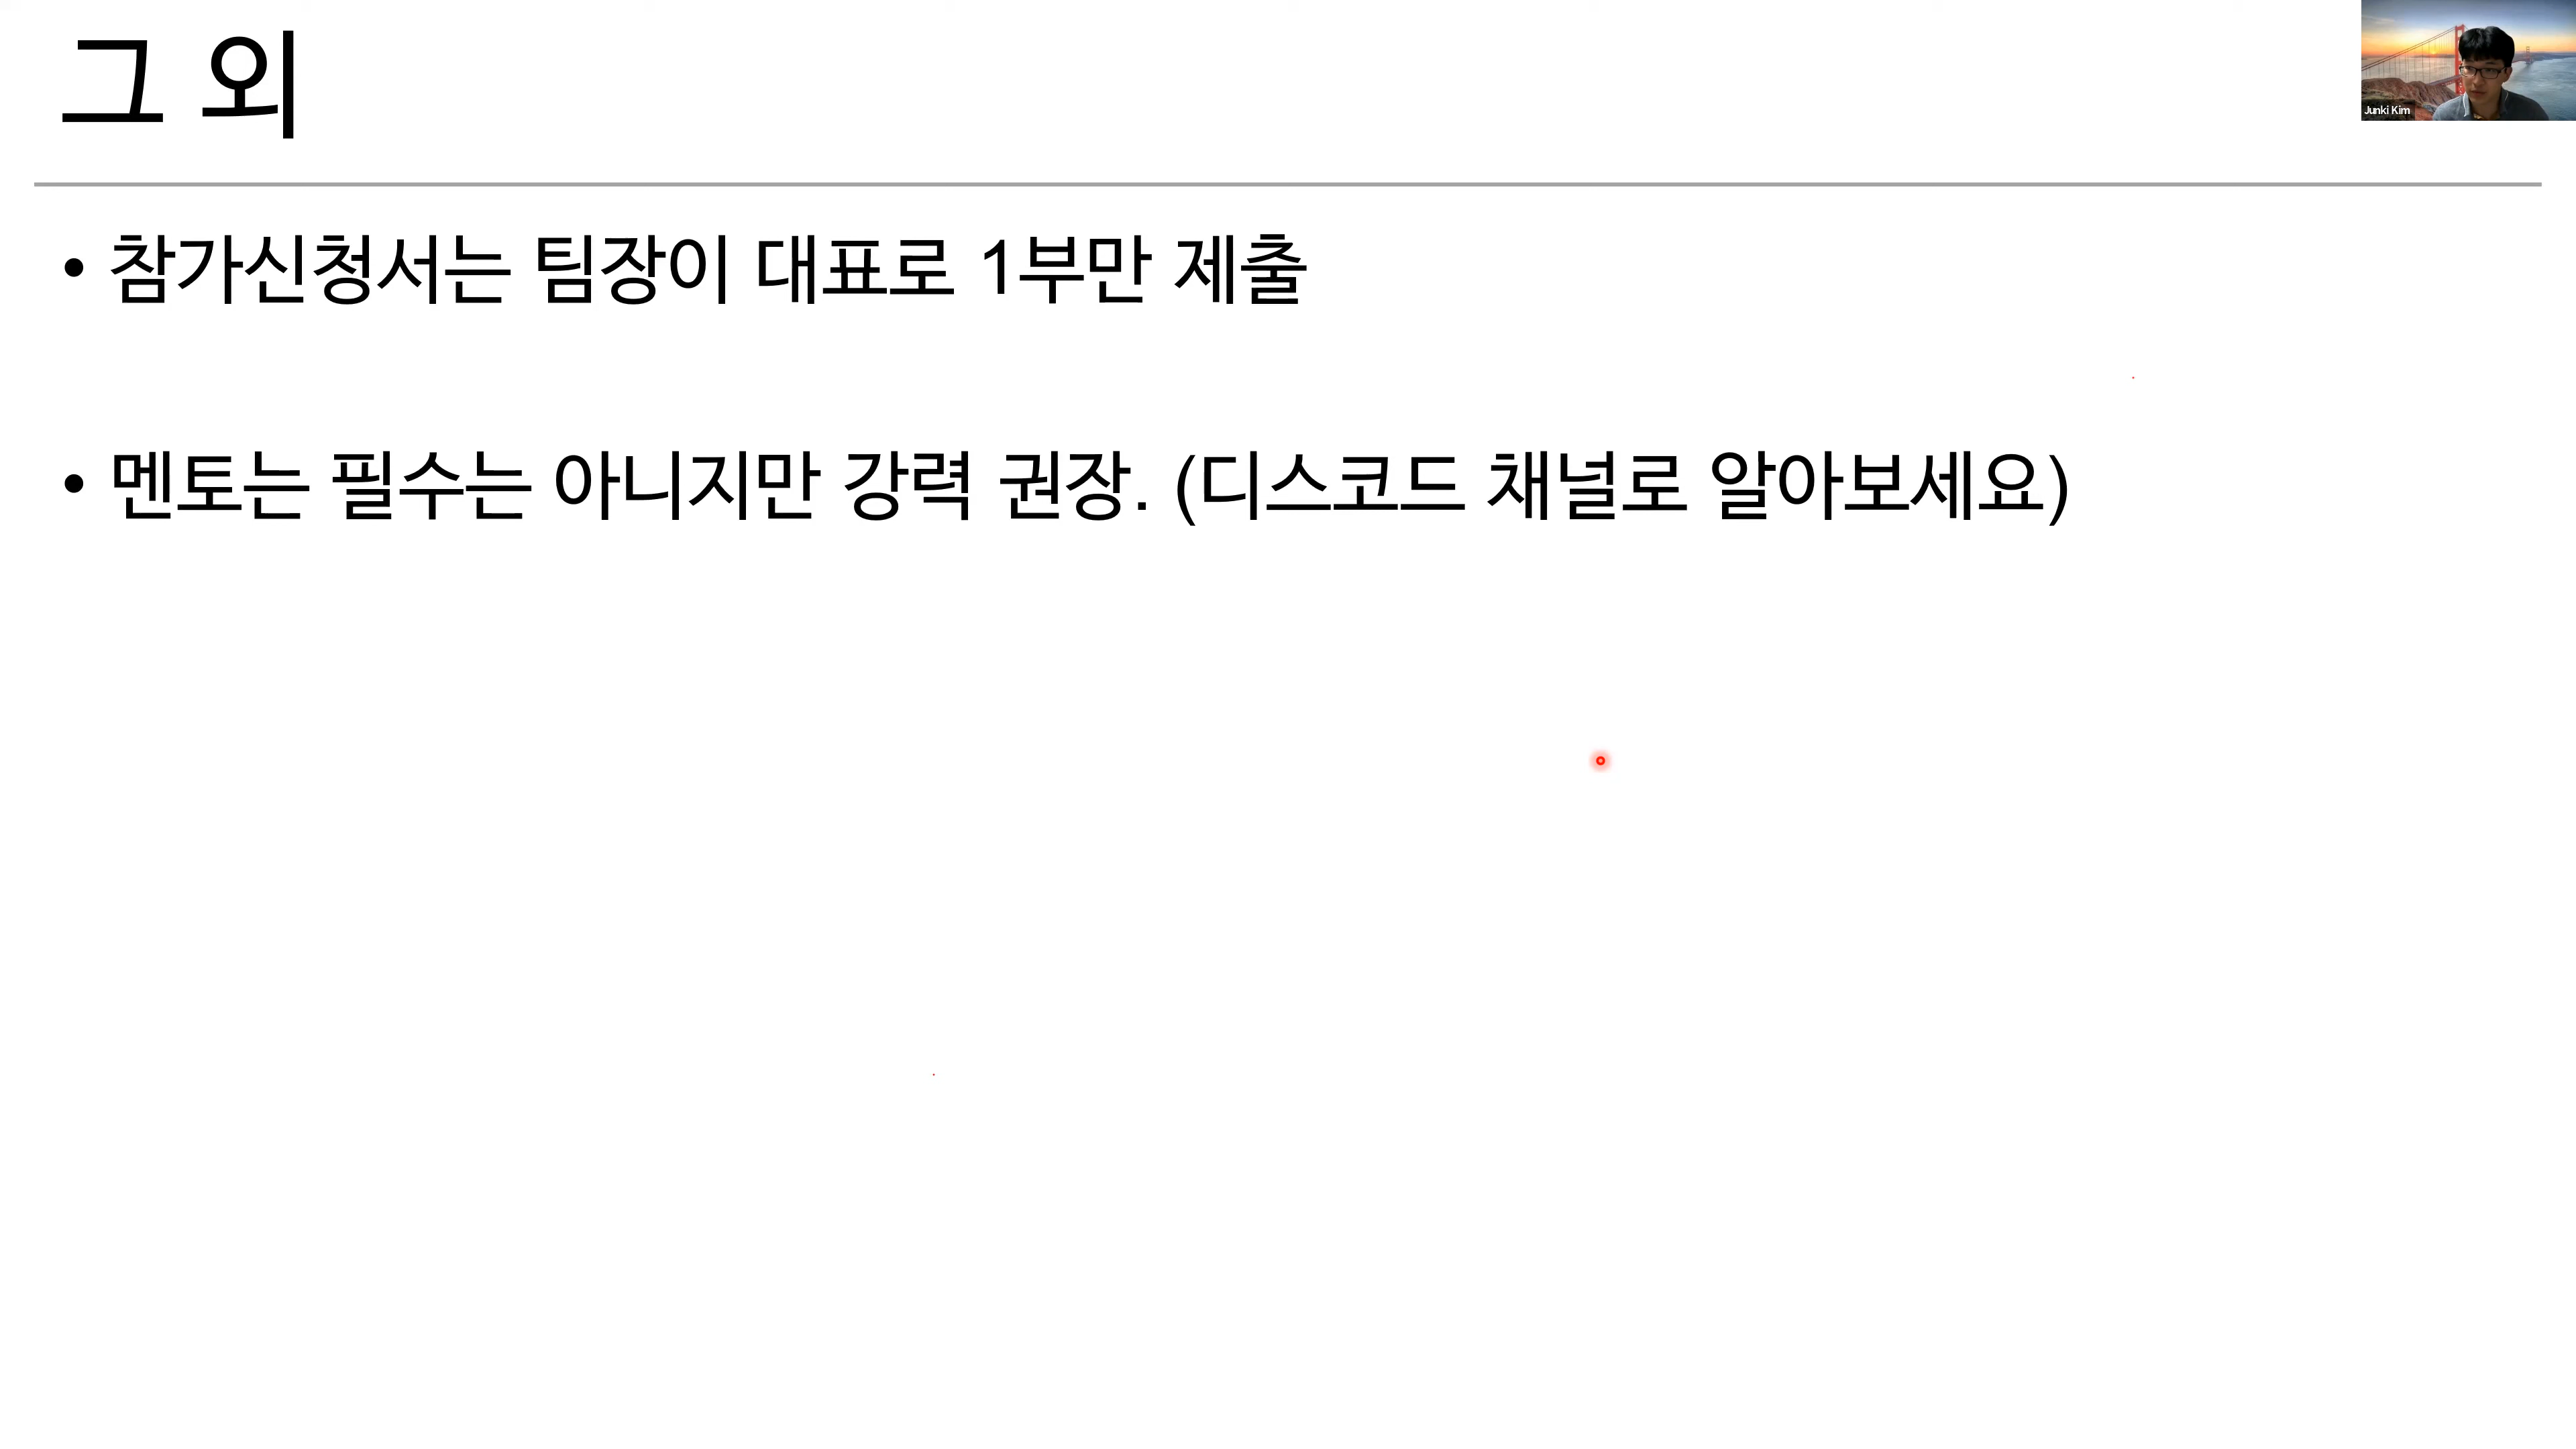 그 외
Junki Kim
• 참가신청서는 팀장이 대표로 1부만 제출
• 멘토는 필수는 아니지만 강력 권장. (디스코드 채널로 알아보세요)